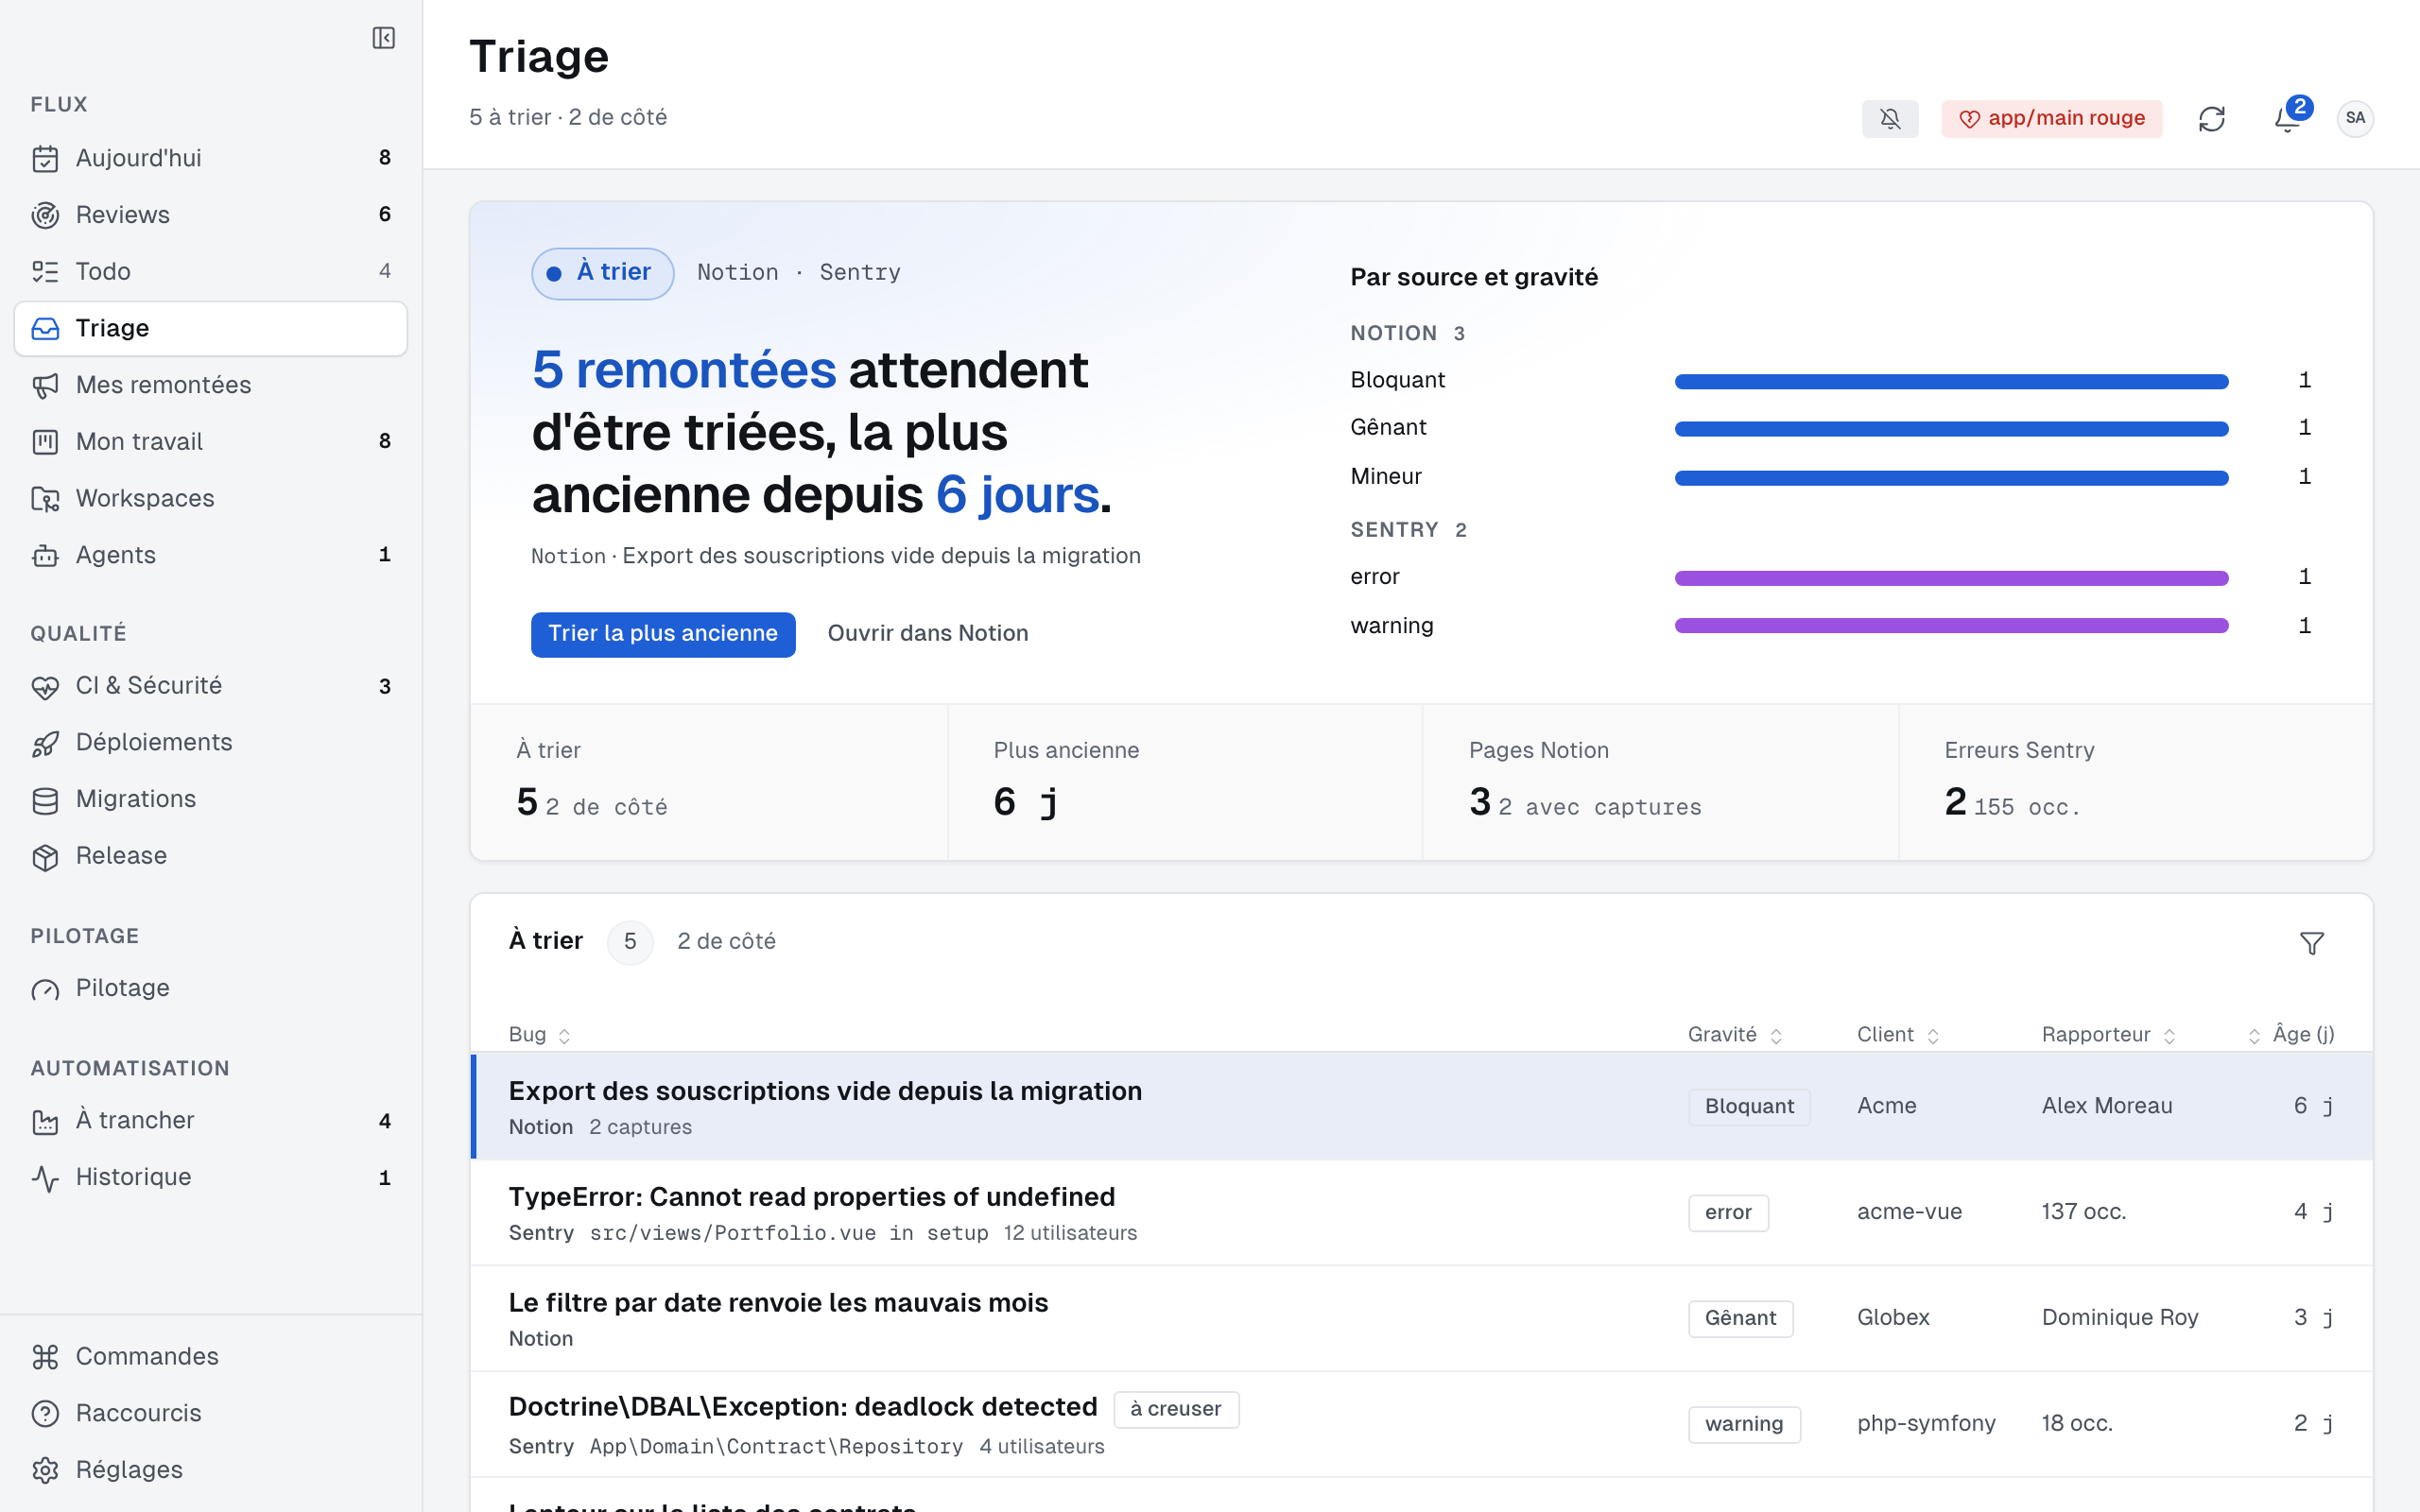 FLUX
Aujourd'hui 8
Reviews 6
Todo 4
Triage
Mes remontées
Mon travail 8
Workspaces
Agents 1
QUALITÉ
CI & Sécurité 3
Déploiements
Migrations
Release
PILOTAGE
Pilotage
AUTOMATISATION
À trancher 4
Historique 1
Commandes
Raccourcis
Réglages
Triage
5 à trier · 2 de côté
app/main rouge
2
SA
À trier Notion · Sentry
5 remontées attendent
d'être triées, la plus
ancienne depuis 6 jours.
Notion · Export des souscriptions vide depuis la migration
Trier la plus ancienne Ouvrir dans Notion
Par source et gravité
NOTION 3
Bloquant 1
Gênant 1
Mineur 1
SENTRY 2
error 1
warning 1
À trier
5 2 de côté
Plus ancienne
6 j
Pages Notion
3 2 avec captures
Erreurs Sentry
2 155 occ.
À trier 5 2 de côté
Bug Gravité Client Rapporteur Âge (j)
Export des souscriptions vide depuis la migration
Notion 2 captures
Bloquant Acme Alex Moreau 6 j
TypeError: Cannot read properties of undefined
Sentry src/views/Portfolio.vue in setup 12 utilisateurs
error acme-vue 137 occ. 4 j
Le filtre par date renvoie les mauvais mois
Notion
Gênant Globex Dominique Roy 3 j
Doctrine\DBAL\Exception: deadlock detected à creuser
Sentry App\Domain\Contract\Repository 4 utilisateurs
warning php-symfony 18 occ. 2 j
Lenteur sur la liste des contrats